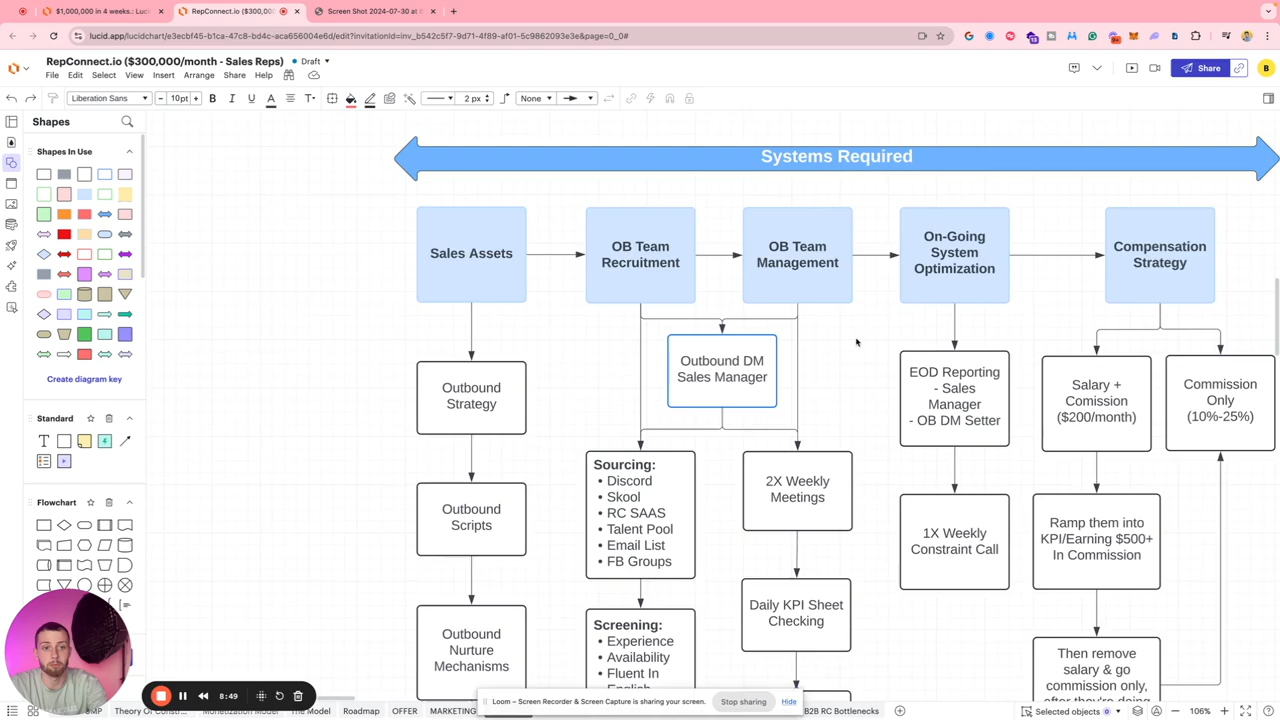 $1,000,000 in 4 weeks.: Luci
RepConnect.io ($300,000
Screen Shot 2024-07-30 at
lucid.app/lucidchart/e3ecbf45-b1ca-47c8-bd4c-aca656004e6d/edit?invitationId=inv_b542c5f7-9d71-4f89-af01-5c9862093e3e&page=0_0#
RepConnect.io ($300,000/month - Sales Reps)
Draft
File Edit Select View Insert Arrange Share Help
Share
B
Liberation Sans
10pt
B I U A T
2 px
None
Shapes
Shapes In Use
Create diagram key
Standard
T
Flowchart
Systems Required
Sales Assets
OB Team
Recruitment
OB Team
Management
On-Going
System
Optimization
Compensation
Strategy
Outbound DM
Sales Manager
Outbound
Strategy
EOD Reporting
- Sales
Manager
- OB DM Setter
Salary +
Comission
($200/month)
Commission
Only
(10%-25%)
Sourcing:
• Discord
• Skool
• RC SAAS
• Talent Pool
• Email List
• FB Groups
2X Weekly
Meetings
Outbound
Scripts
1X Weekly
Constraint Call
Ramp them into
KPI/Earning $500+
In Commission
Daily KPI Sheet
Checking
Outbound
Nurture
Mechanisms
Screening:
• Experience
• Availability
• Fluent In
English
Then remove
salary & go
commission only,
8:49
Loom – Screen Recorder & Screen Capture is sharing your screen.
Stop sharing
Hide
Theory Of Constr
Monetization Model
The Model
Roadmap
OFFER
MARKETING
B2B RC Bottlenecks
Selected objects
0
106%